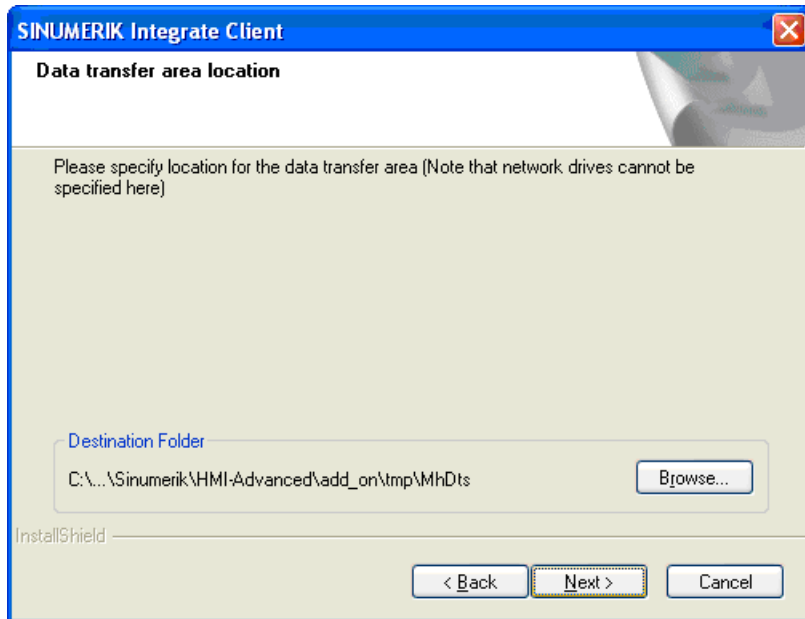 SINUMERIK Integrate Client
Data transfer area location
Please specify location for the data transfer area (Note that network drives cannot be
specified here)
Destination Folder
C:\...\Sinumerik\HMI-Advanced\add_on\tmp\MhDts
Browse...
InstallShield
< Back
Next >
Cancel